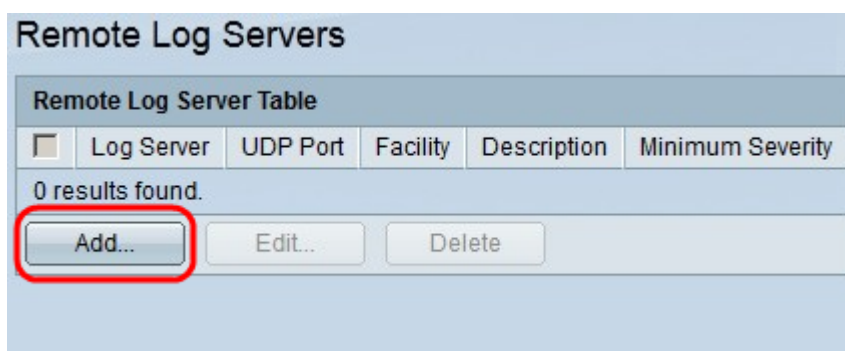 Remote Log Servers
Remote Log Server Table
Log Server UDP Port Facility Description Minimum Severity
0 results found.
Add... Edit... Delete